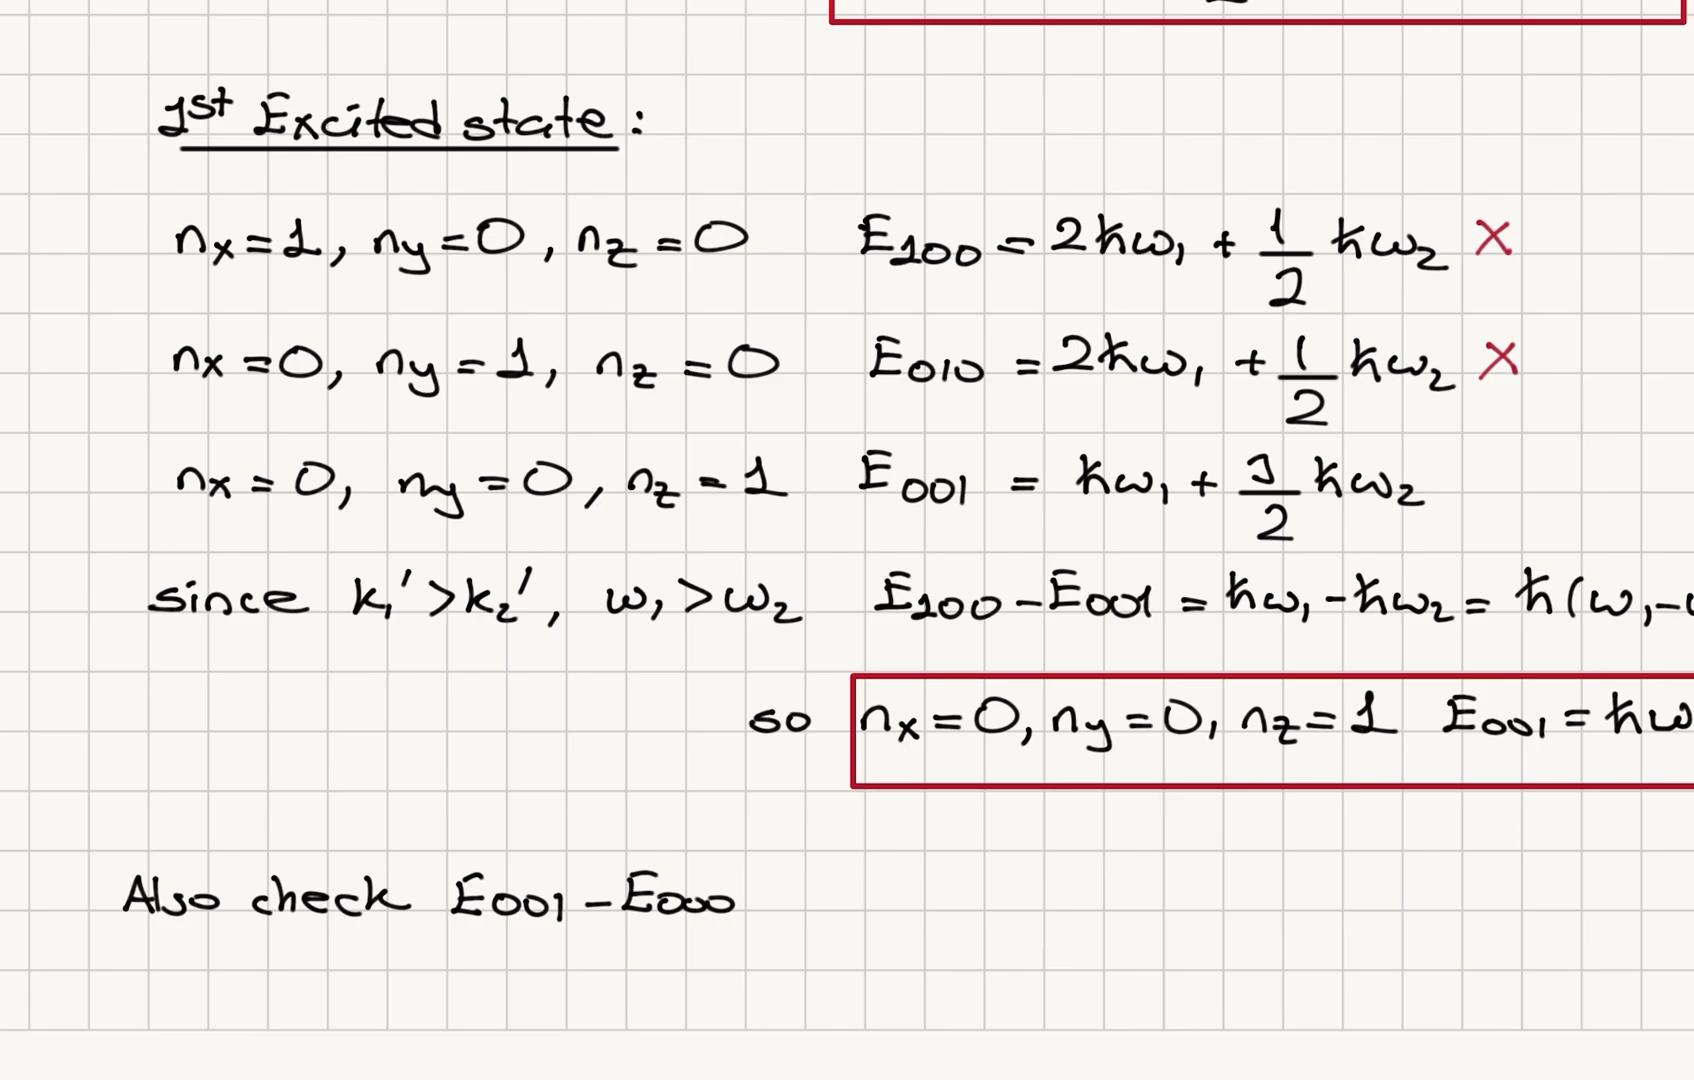 1st Excited state:
nx=1, ny=0, nz=0 E100 = 2ħω1 + 1/2 ħω2 ×
nx=0, ny=1, nz=0 E010 = 2ħω1 + 1/2 ħω2 ×
nx=0, ny=0, nz=1 E001 = ħω1 + 3/2 ħω2
since k1'>k2', ω1>ω2 E100-E001 = ħω1-ħω2 = ħ(ω1-
so nx=0, ny=0, nz=1 E001 = ħω
Also check E001-E000